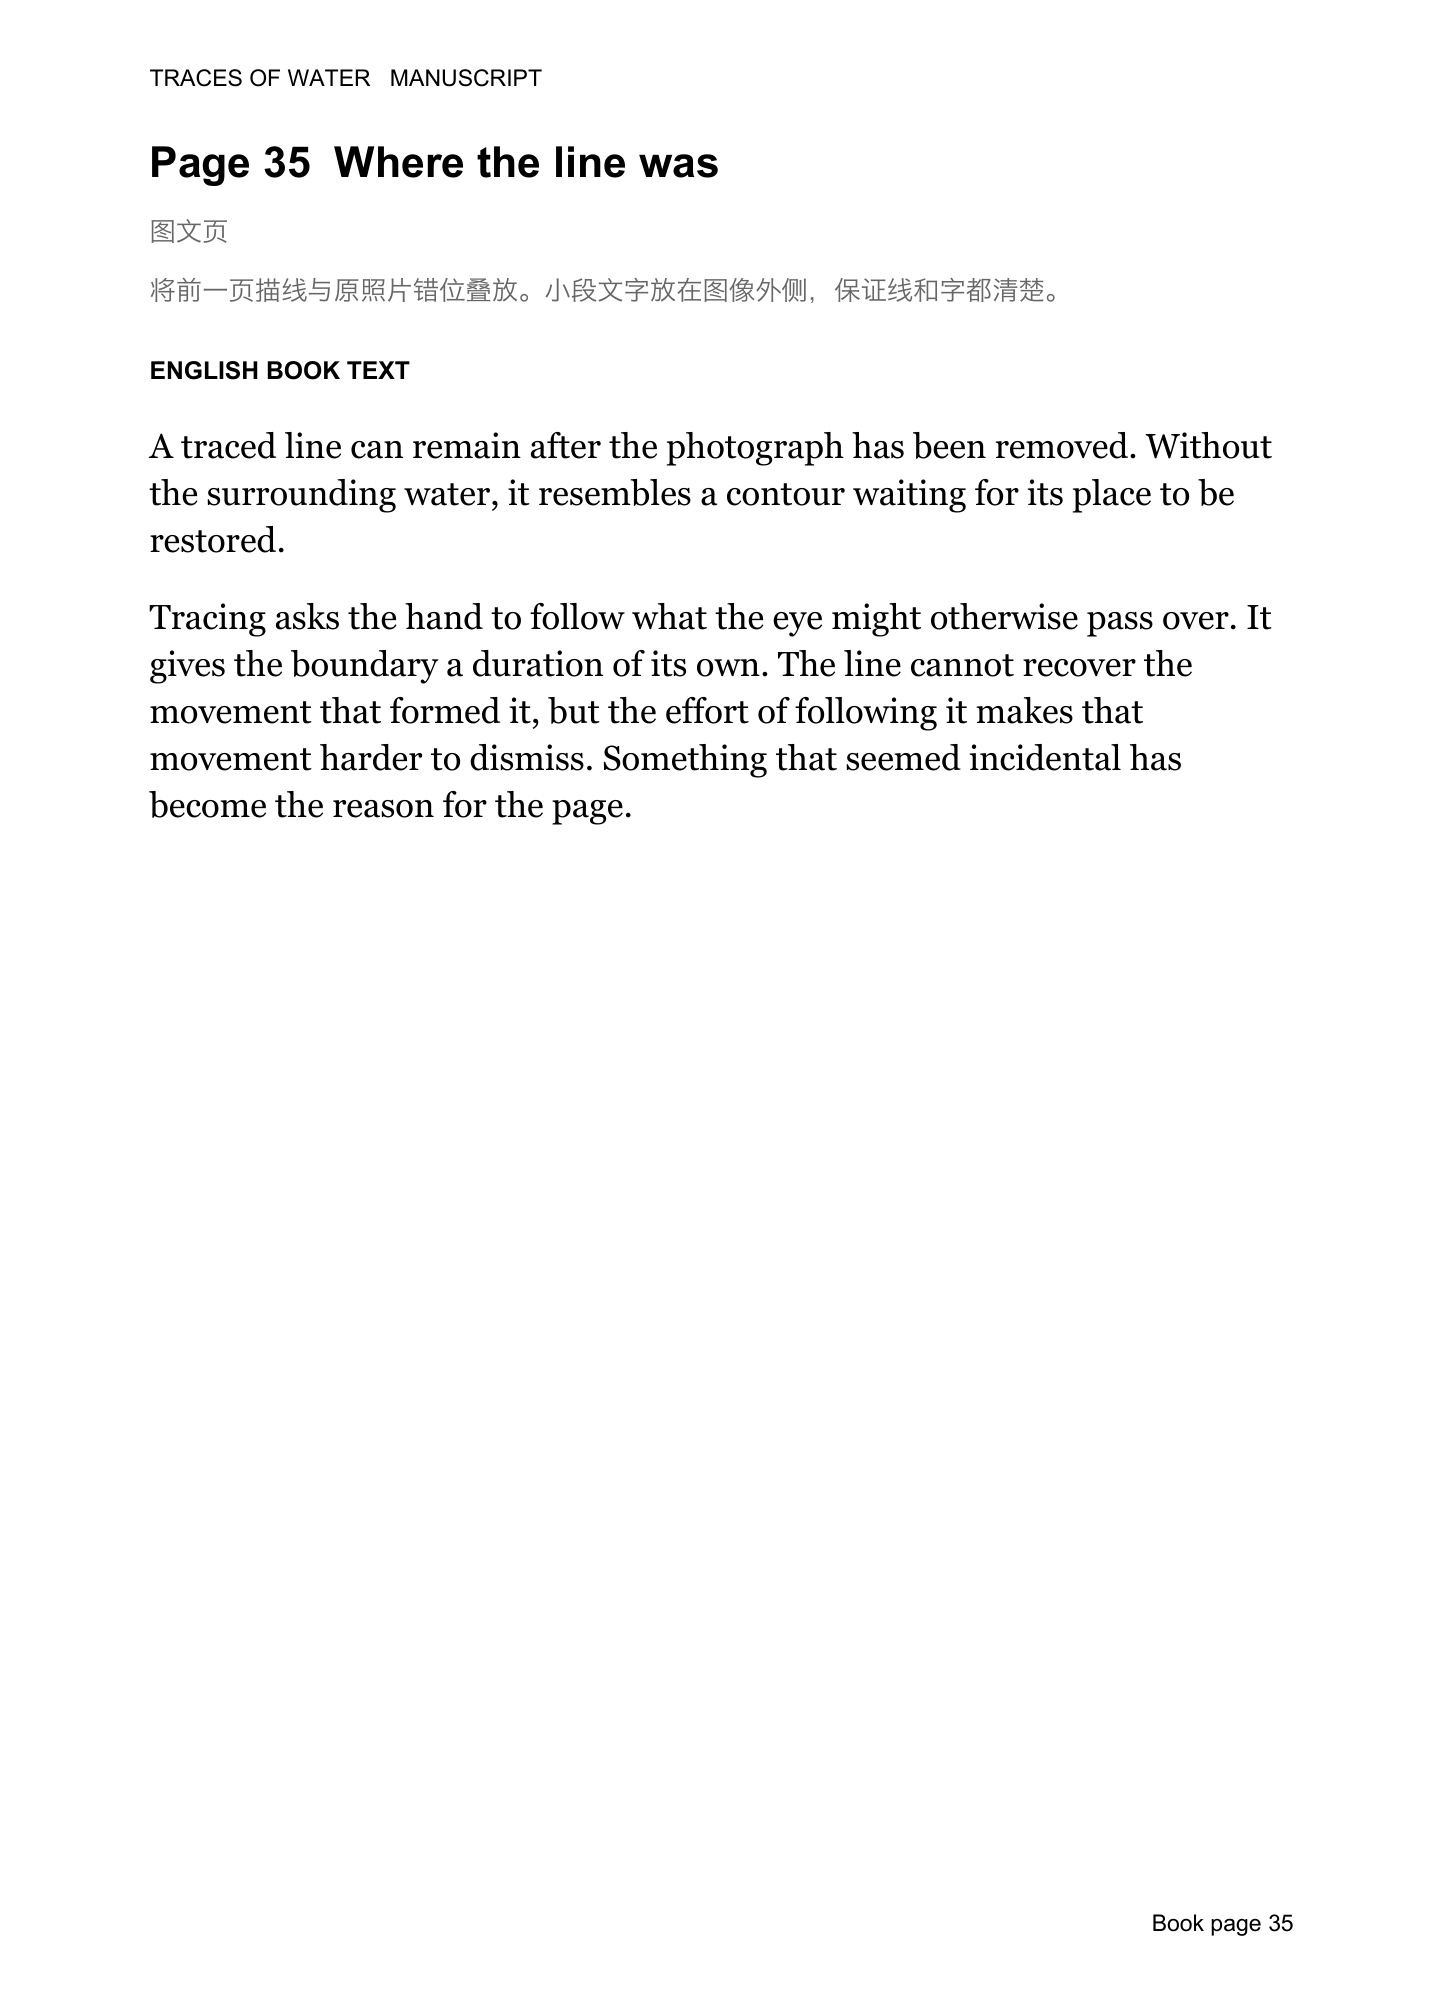 TRACES OF WATER   MANUSCRIPT
Page 35  Where the line was
图文页
将前一页描线与原照片错位叠放。小段文字放在图像外侧，保证线和字都清楚。
ENGLISH BOOK TEXT
A traced line can remain after the photograph has been removed. Without
the surrounding water, it resembles a contour waiting for its place to be
restored.
Tracing asks the hand to follow what the eye might otherwise pass over. It
gives the boundary a duration of its own. The line cannot recover the
movement that formed it, but the effort of following it makes that
movement harder to dismiss. Something that seemed incidental has
become the reason for the page.
Book page 35